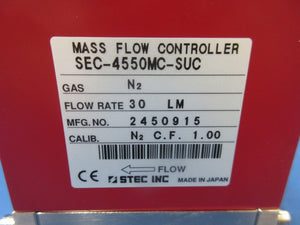 MASS FLOW CONTROLLER
SEC-4550MC-SUC
GAS N2
FLOW RATE 30 LM
MFG. NO. 2450915
CALIB. N2 C.F. 1.00
FLOW
CE STEC INC MADE IN JAPAN